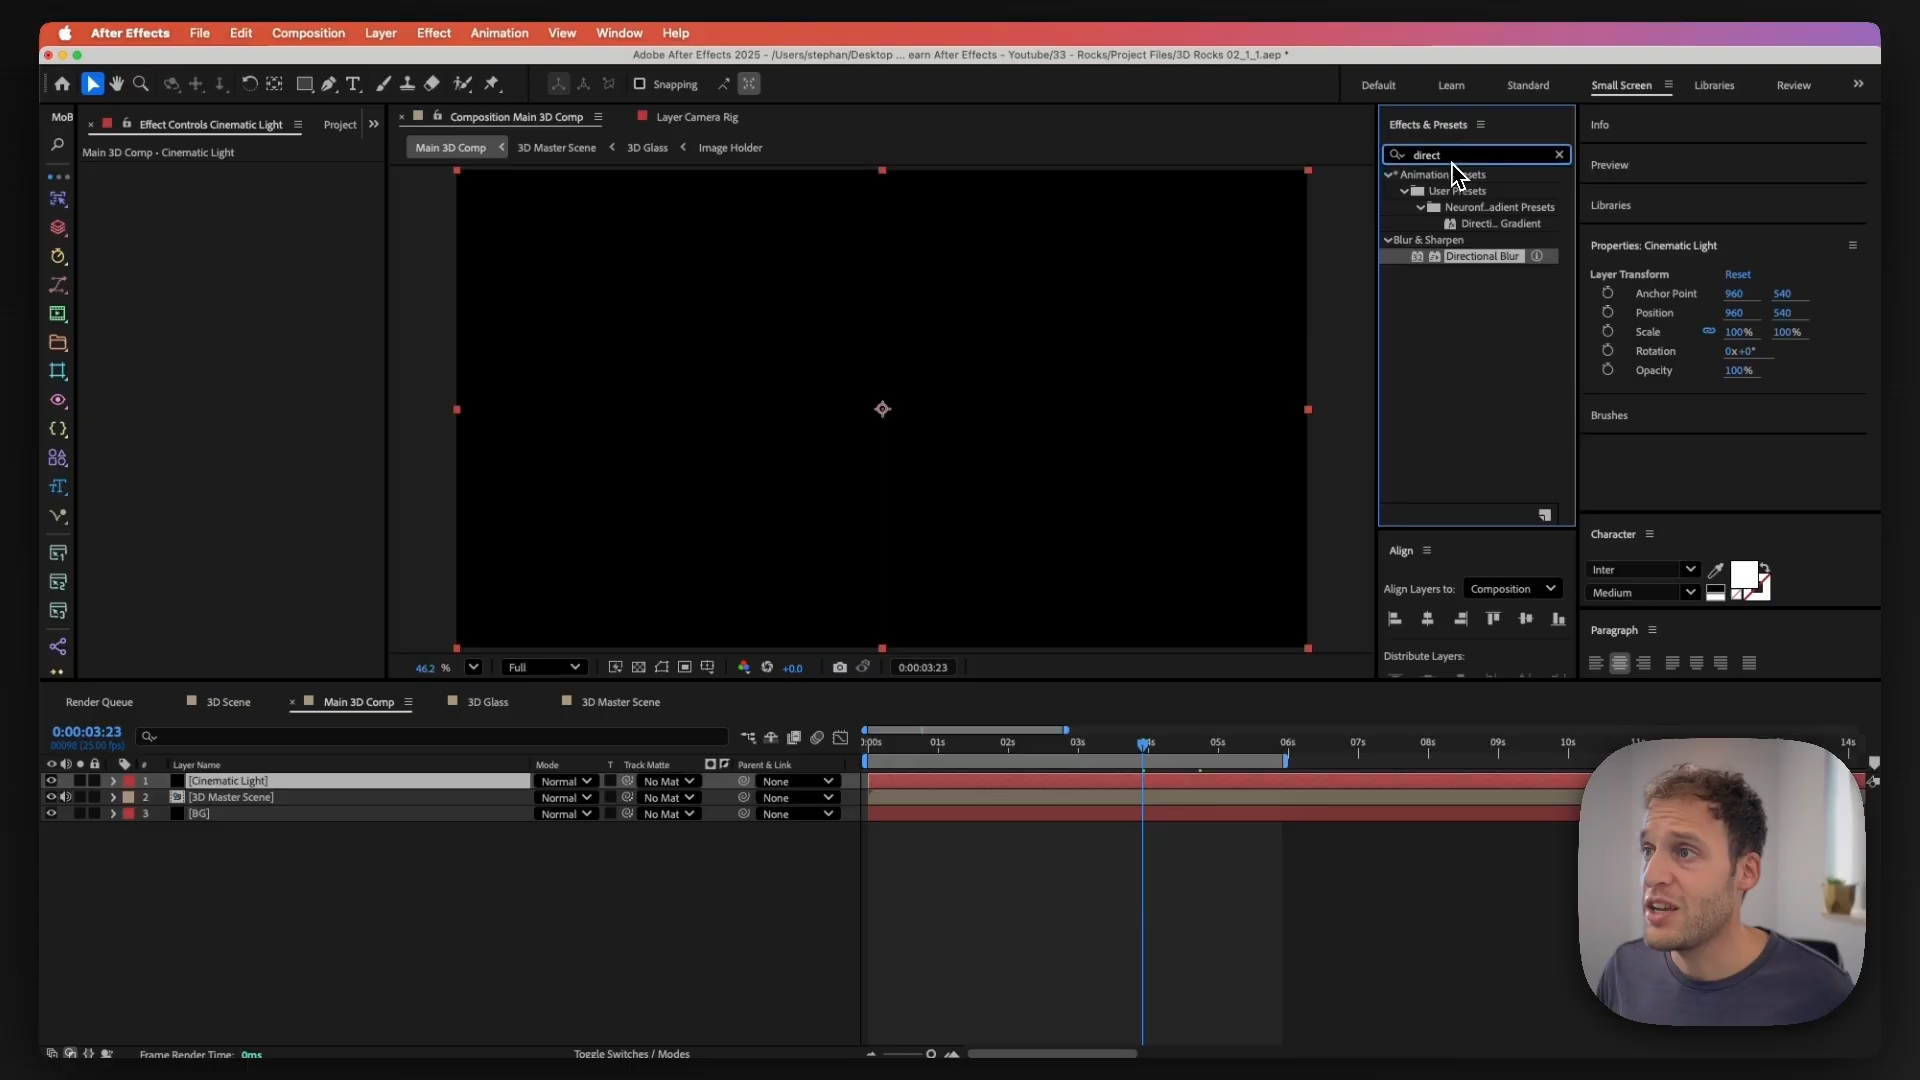 After Effects File Edit Composition Layer Effect Animation View Window Help
Adobe After Effects 2025 - /Users/stephan/Desktop ... earn After Effects - Youtube/33 - Rocks/Project Files/3D Rocks 02_1_1.aep *
Snapping
Default Learn Standard Small Screen Libraries Review
MoB
Effect Controls Cinematic Light Project
Main 3D Comp • Cinematic Light
Composition Main 3D Comp Layer Camera Rig
Main 3D Comp 3D Master Scene 3D Glass Image Holder
Effects & Presets
direct
User Presets
Neuronf...adient Presets
Directi... Gradient
Blur & Sharpen
Directional Blur
Info
Preview
Libraries
Properties: Cinematic Light
Layer Transform Reset
Anchor Point 960 540
Position 960 540
Scale 100% 100%
Rotation 0x+0°
Opacity 100%
Brushes
Align
Align Layers to: Composition
Distribute Layers:
Character
Inter
Medium
Paragraph
46.2 % Full +0.0 0:00:03:23
Render Queue 3D Scene × Main 3D Comp 3D Glass 3D Master Scene
0:00:03:23
00098 (25.00 fps)
01s 02s 03s 05s 06s 07s 08s 09s 10s 14s
# Layer Name Mode T Track Matte Parent & Link
1 [Cinematic Light] Normal No Mat None
2 [3D Master Scene] Normal No Mat None
3 [BG] Normal No Mat None
Frame Render Time: 0ms
Toggle Switches / Modes